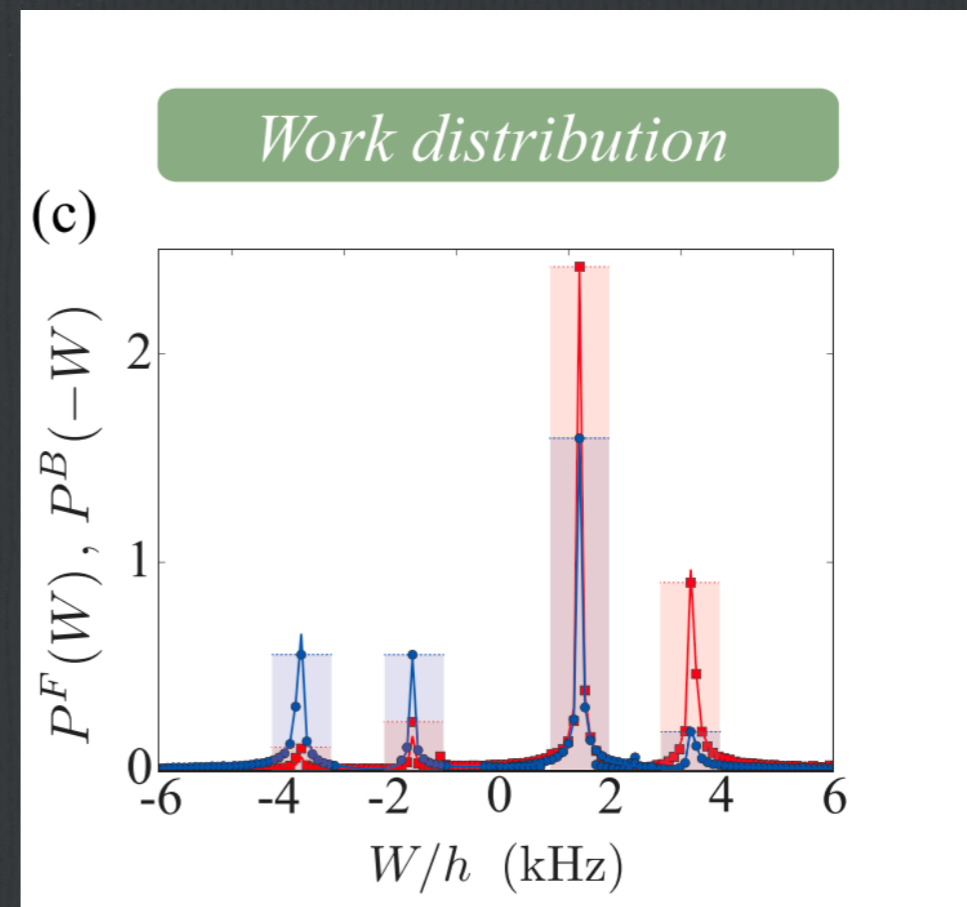 Work distribution
(c)
P^F(W), P^B(−W)
2
1
0
-6 -4 -2 0 2 4 6
W/h (kHz)